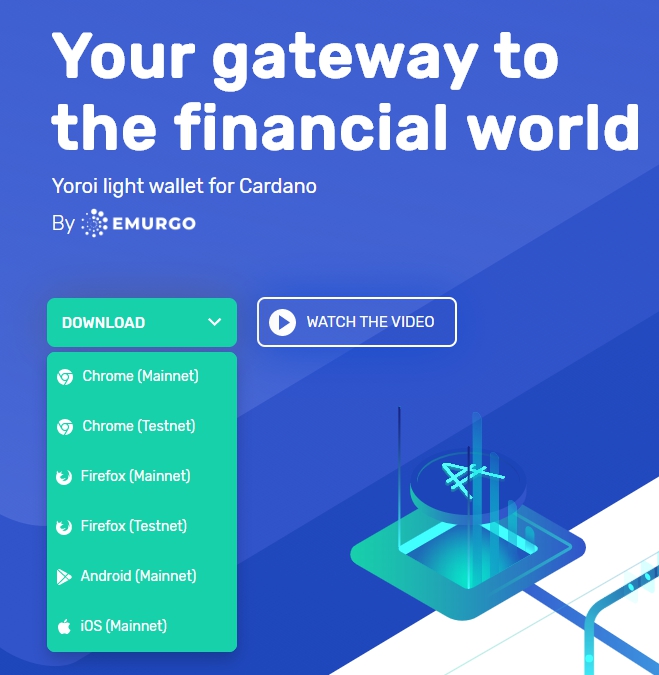 Your gateway to
the financial world
Yoroi light wallet for Cardano
By EMURGO
DOWNLOAD
WATCH THE VIDEO
Chrome (Mainnet)
Chrome (Testnet)
Firefox (Mainnet)
Firefox (Testnet)
Android (Mainnet)
iOS (Mainnet)